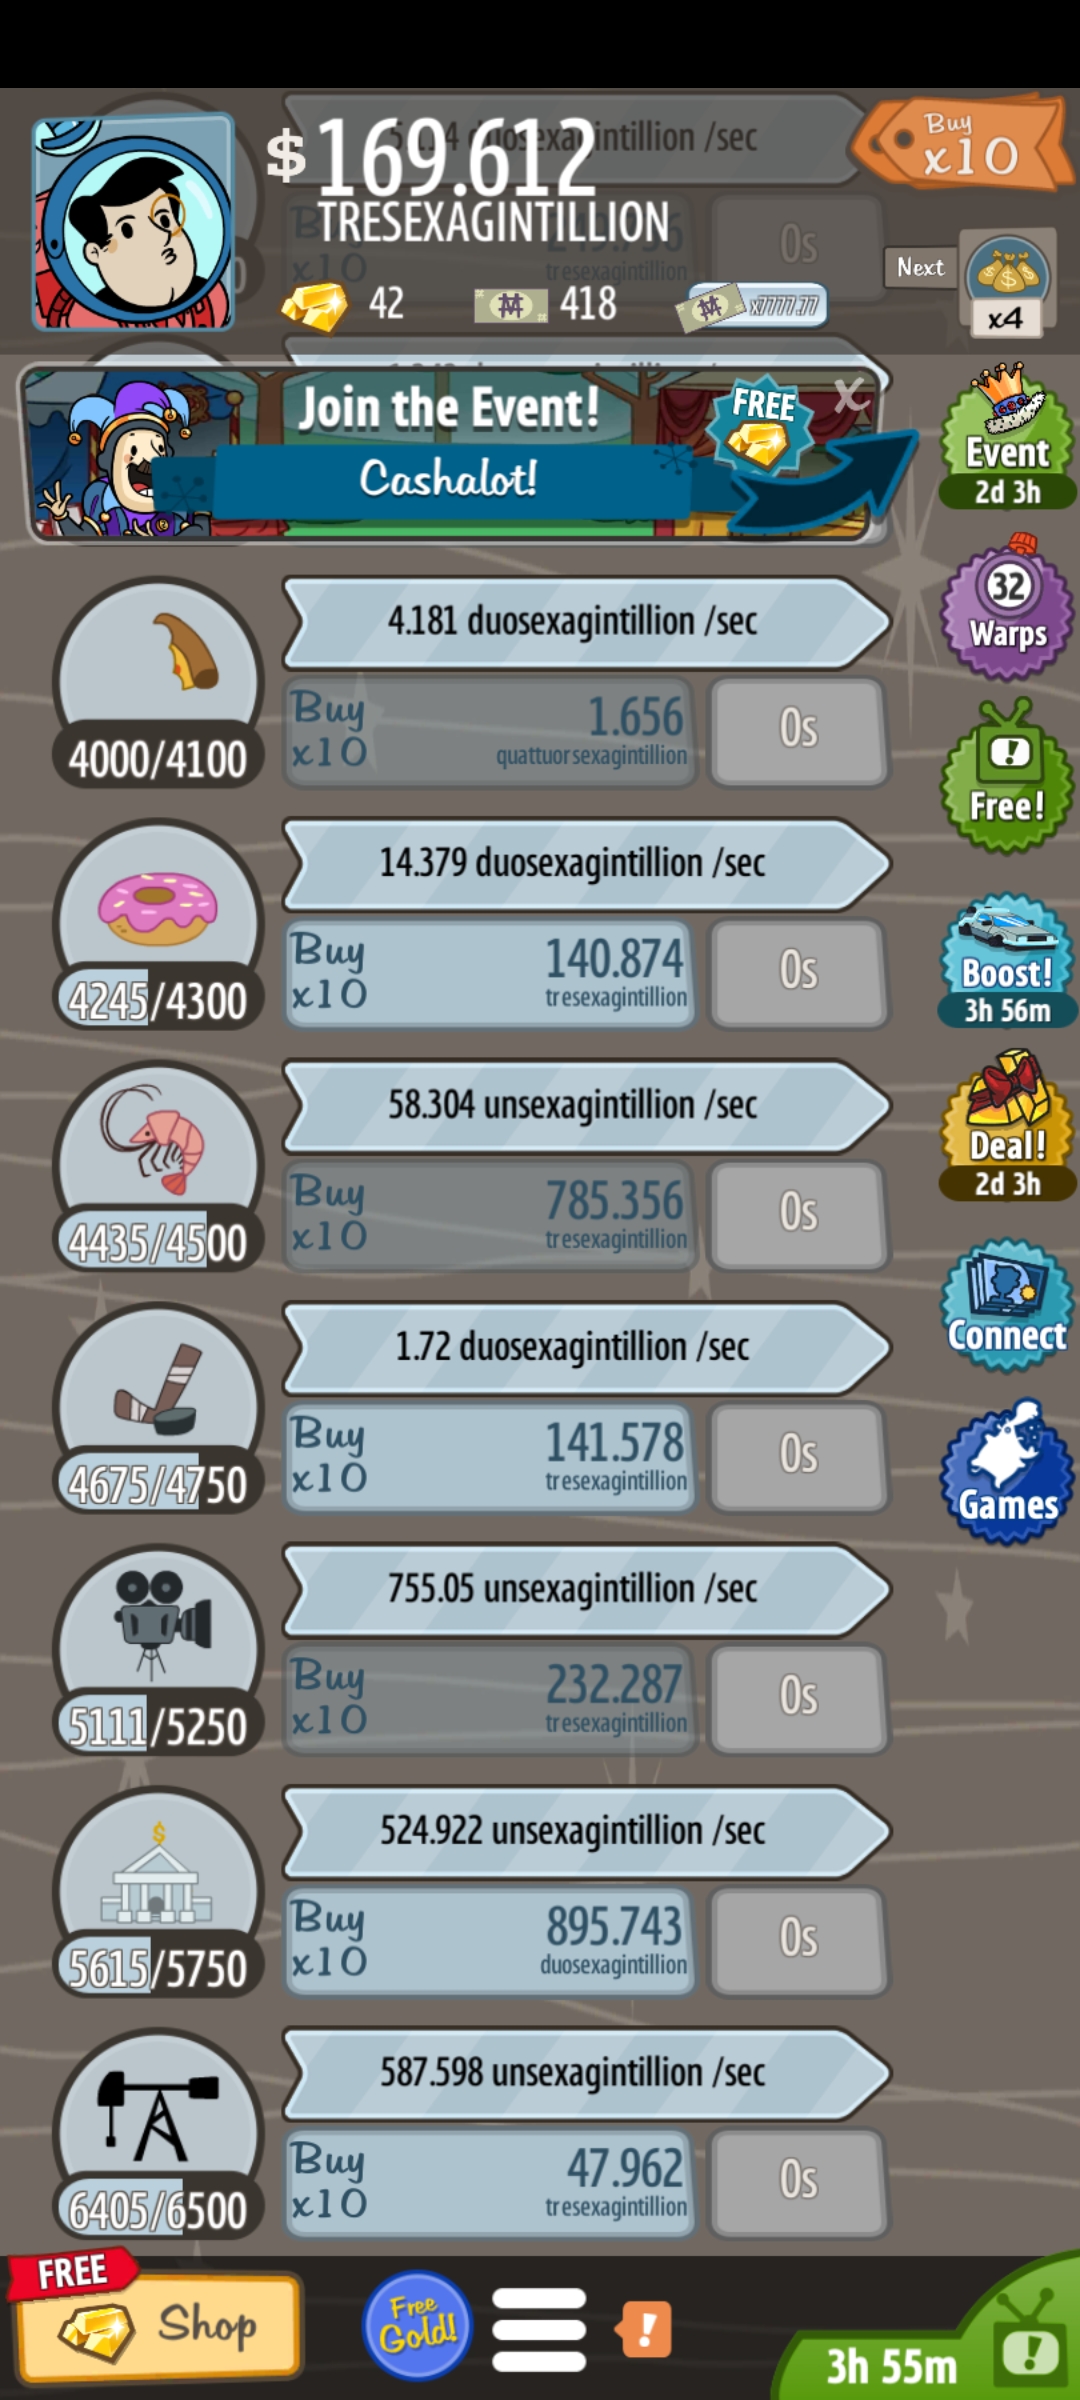 $169.612
TRESEXAGINTILLION
Buy
x10
Next
x4
42
418
x7777.77
0s
tresexagintillion
Join the Event!
Cashalot!
FREE
X
Event
2d 3h
4.181 duosexagintillion /sec
Buy
x10
1.656
quattuorsexagintillion
0s
4000/4100
32
Warps
Free!
14.379 duosexagintillion /sec
Buy
x10
140.874
tresexagintillion
0s
4245/4300
Boost!
3h 56m
58.304 unsexagintillion /sec
Buy
x10
785.356
tresexagintillion
0s
4435/4500
Deal!
2d 3h
1.72 duosexagintillion /sec
Buy
x10
141.578
tresexagintillion
0s
4675/4750
Connect
Games
755.05 unsexagintillion /sec
Buy
x10
232.287
tresexagintillion
0s
5111/5250
524.922 unsexagintillion /sec
Buy
x10
895.743
duosexagintillion
0s
5615/5750
587.598 unsexagintillion /sec
Buy
x10
47.962
tresexagintillion
0s
6405/6500
FREE
Shop
Free
Gold!
!
3h 55m